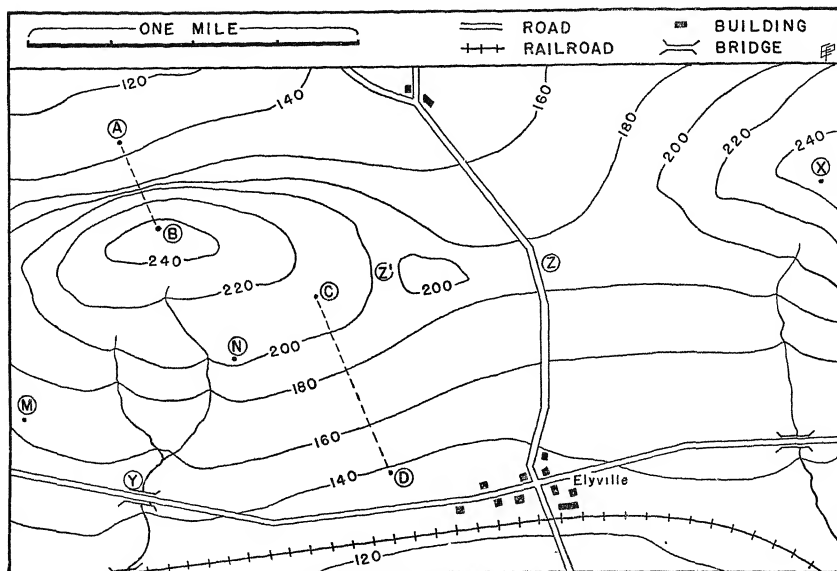 ONE MILE
ROAD
BUILDING
RAILROAD
BRIDGE
120
140
160
180
200
220
240
A
X
B
240
Z
Z'
200
C
220
N
200
180
M
160
140
D
Y
Elyville
120